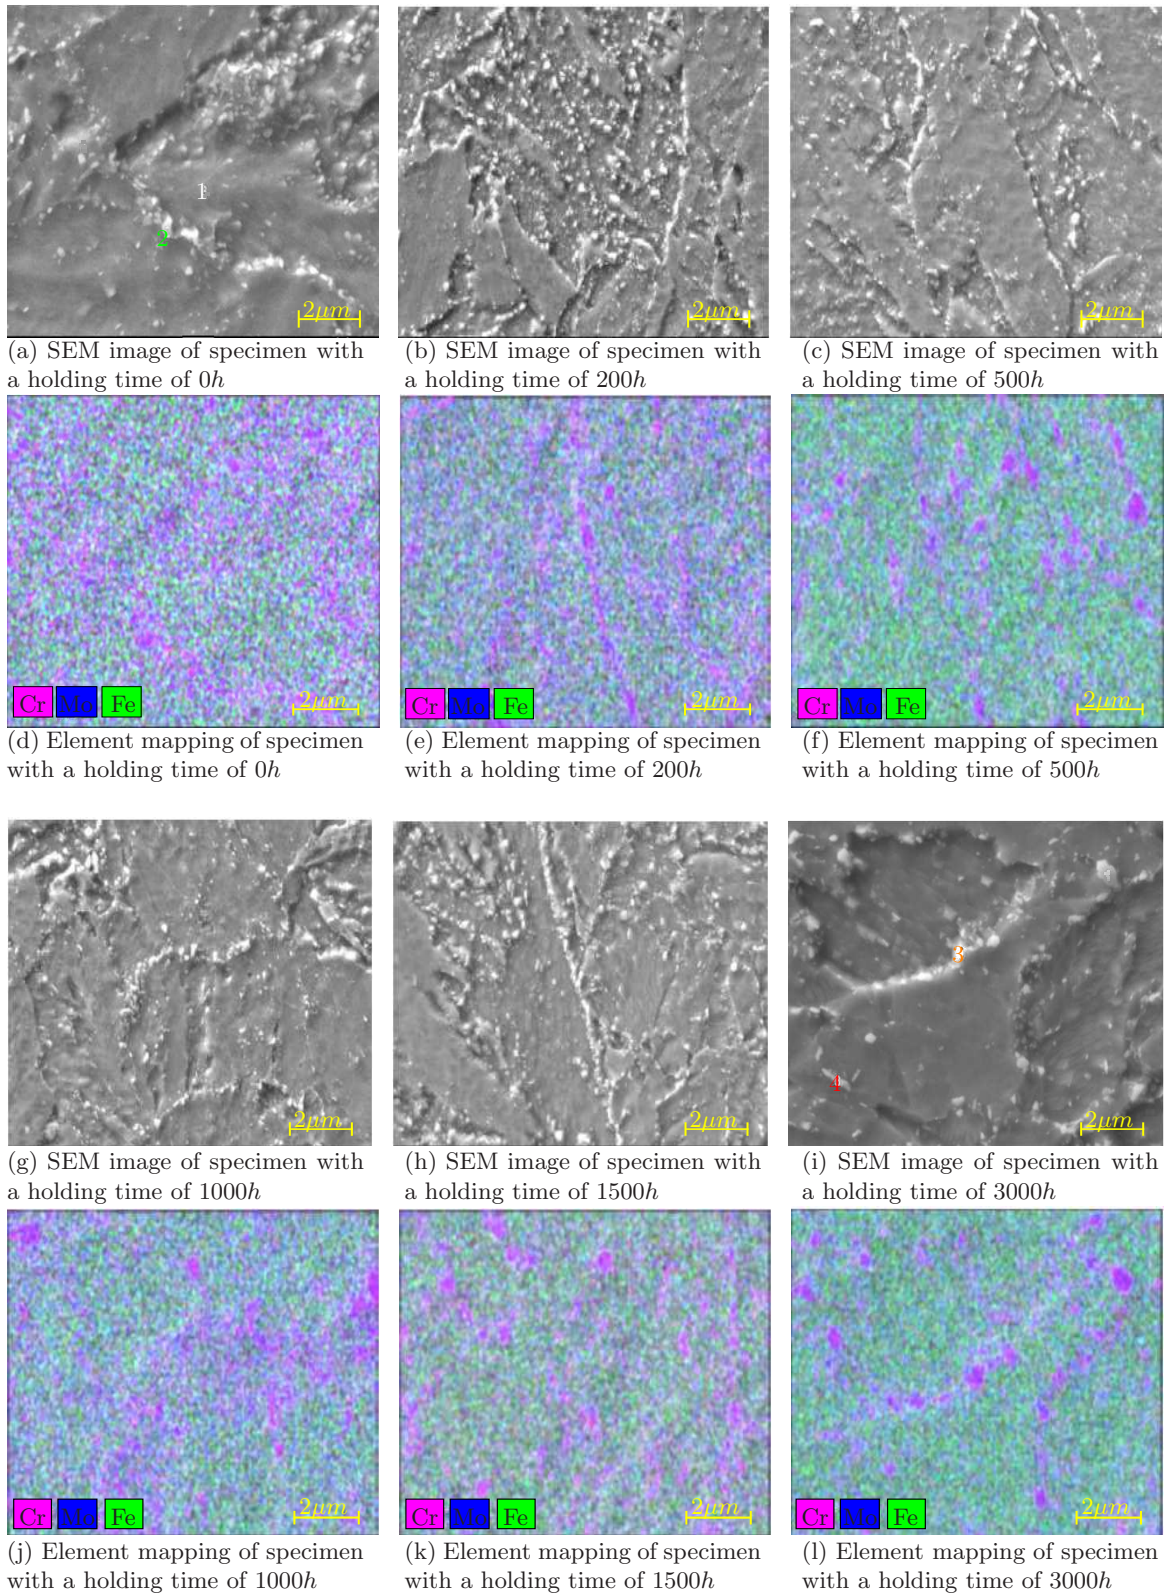 1
2
2μm
2μm
2μm
(a) SEM image of specimen with
a holding time of 0h
(b) SEM image of specimen with
a holding time of 200h
(c) SEM image of specimen with
a holding time of 500h
Cr Mo Fe
2μm
Cr Mo Fe
2μm
Cr Mo Fe
2μm
(d) Element mapping of specimen
with a holding time of 0h
(e) Element mapping of specimen
with a holding time of 200h
(f) Element mapping of specimen
with a holding time of 500h
2μm
2μm
3
4
2μm
(g) SEM image of specimen with
a holding time of 1000h
(h) SEM image of specimen with
a holding time of 1500h
(i) SEM image of specimen with
a holding time of 3000h
Cr Mo Fe
2μm
Cr Mo Fe
2μm
Cr Mo Fe
2μm
(j) Element mapping of specimen
with a holding time of 1000h
(k) Element mapping of specimen
with a holding time of 1500h
(l) Element mapping of specimen
with a holding time of 3000h